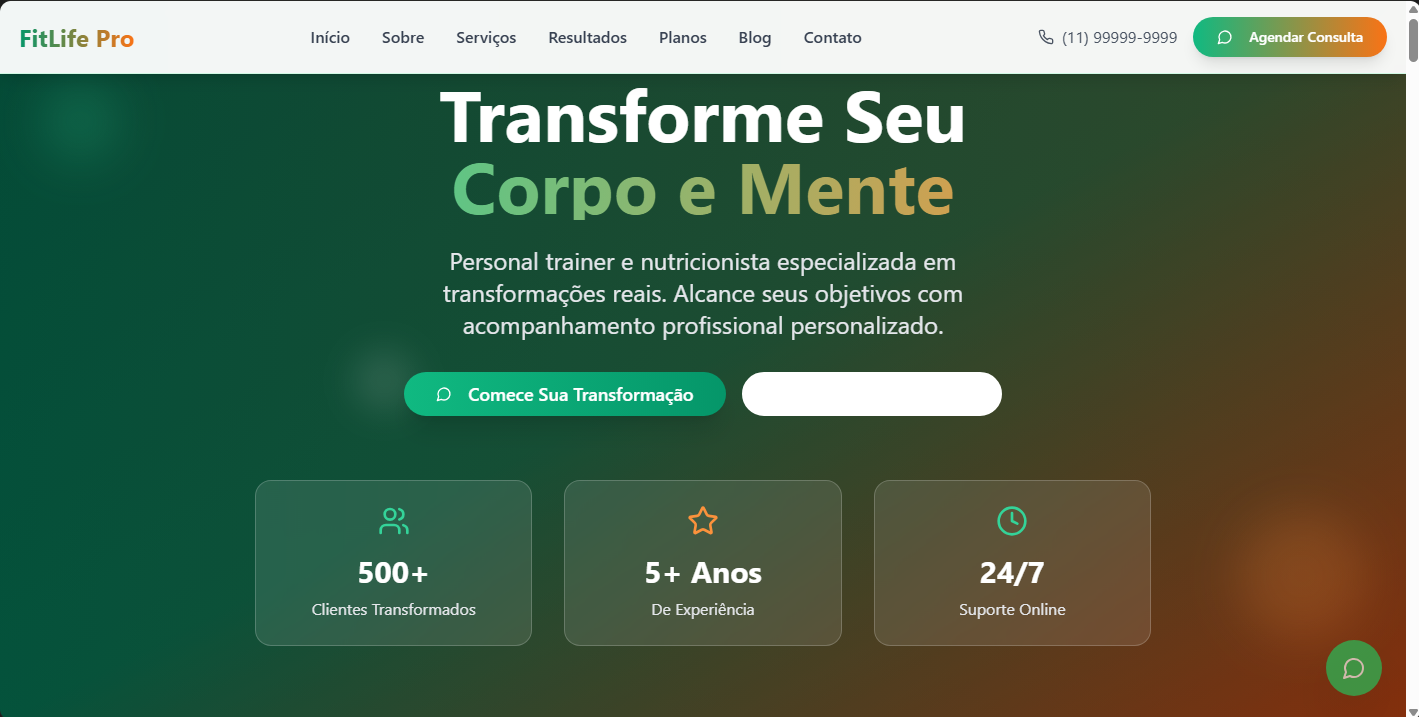 FitLife Pro
Início
Sobre
Serviços
Resultados
Planos
Blog
Contato
(11) 99999-9999
Agendar Consulta
Transforme Seu
Corpo e Mente
Personal trainer e nutricionista especializada em
transformações reais. Alcance seus objetivos com
acompanhamento profissional personalizado.
Comece Sua Transformação
500+
Clientes Transformados
5+ Anos
De Experiência
24/7
Suporte Online